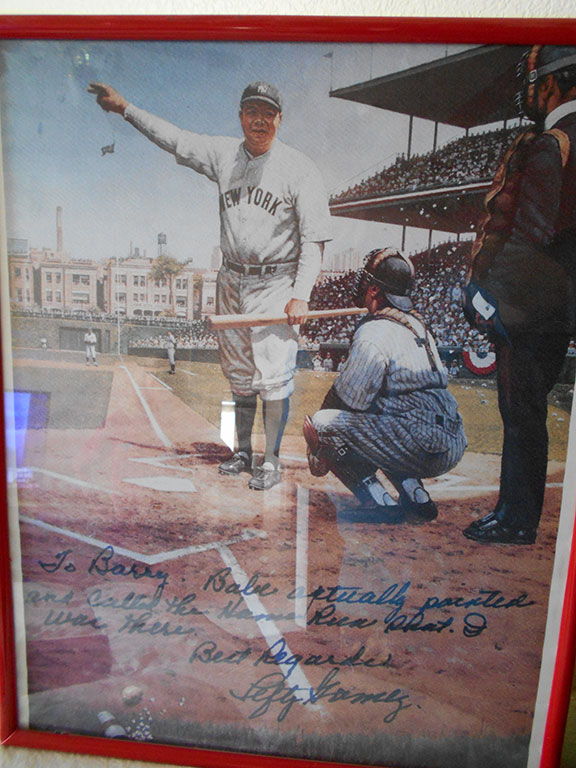 NEW YORK
To Barry. Babe actually pointed
and called the Home Run Shot. I
was there.
Best Regards
Lefty Gomez.